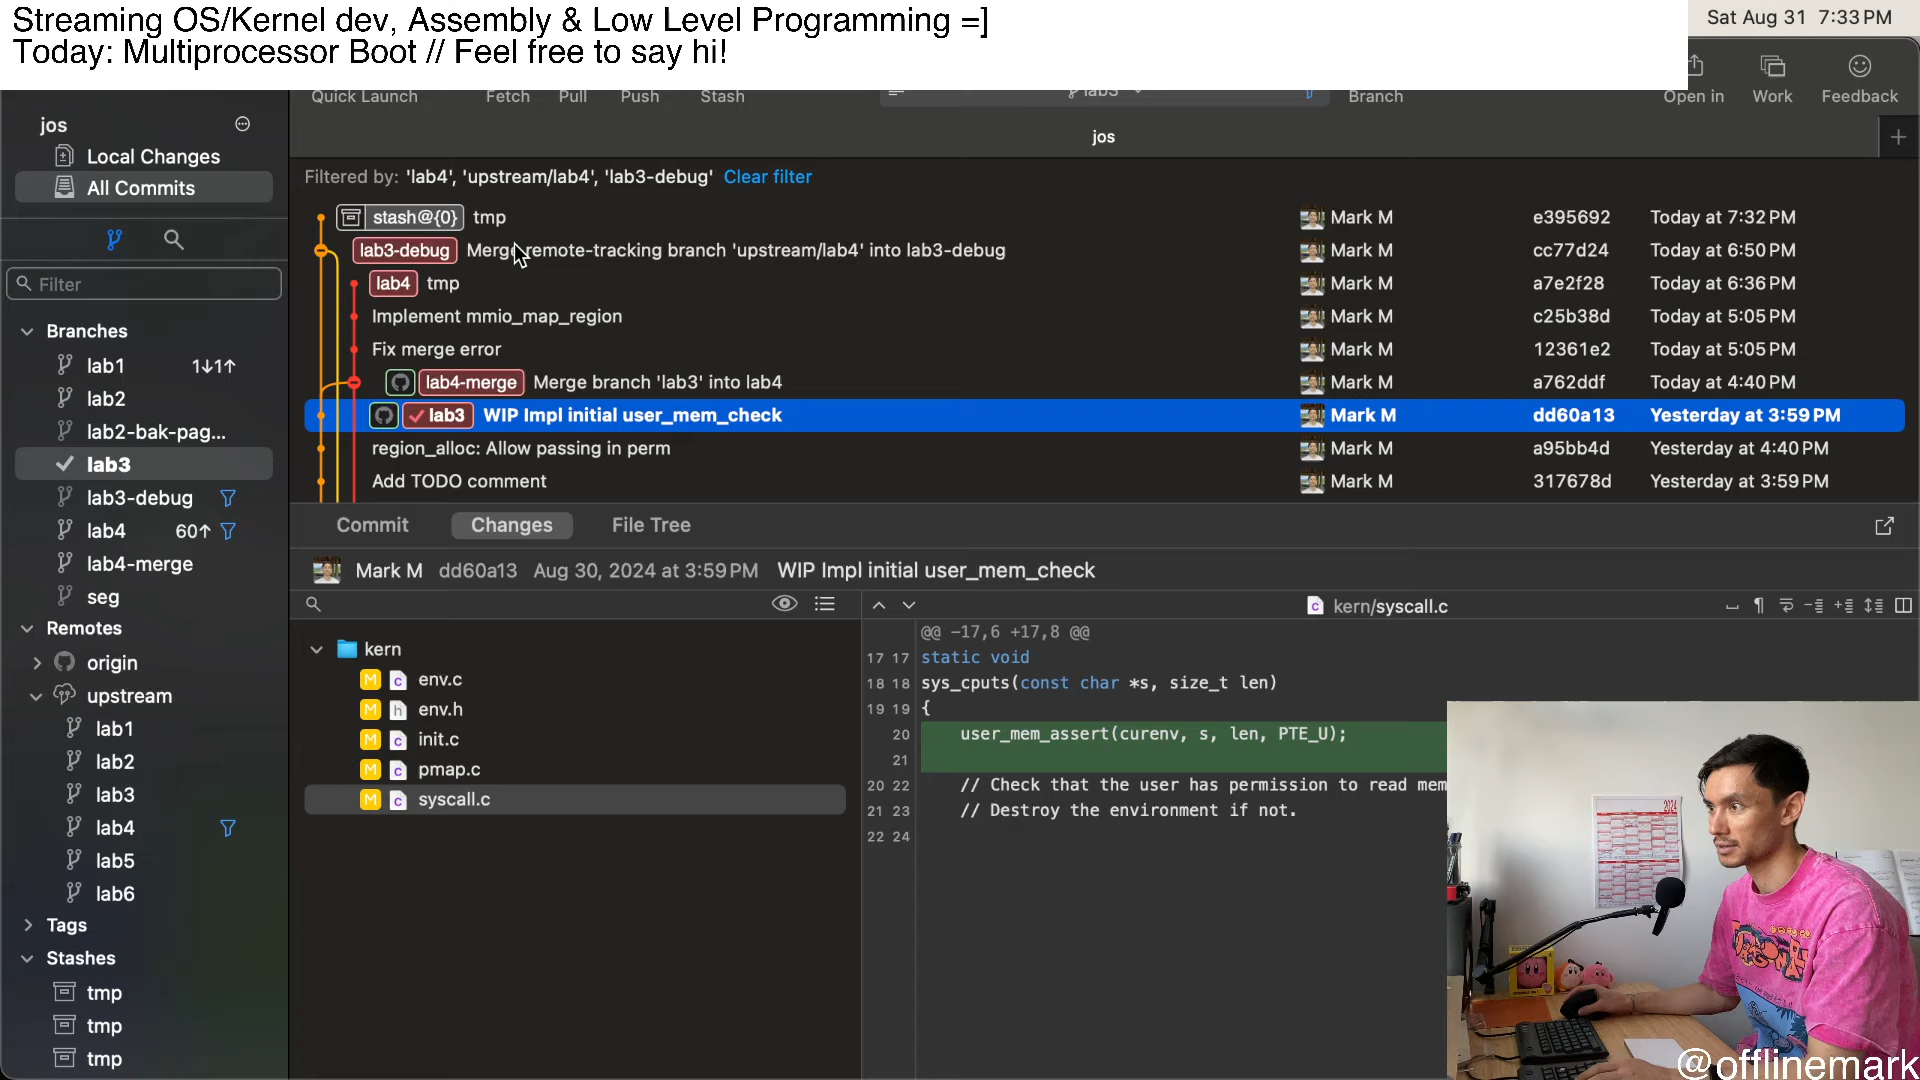 Streaming OS/Kernel dev, Assembly & Low Level Programming =]
Today: Multiprocessor Boot // Feel free to say hi!
Sat Aug 31 7:33 PM
Quick Launch Fetch Pull Push Stash lab3 Branch Open in Work Feedback
jos
jos
Local Changes
All Commits
Filter
Branches
lab1 1↓1↑
lab2
lab2-bak-pag...
lab3
lab3-debug
lab4 60↑
lab4-merge
seg
Remotes
origin
upstream
lab1
lab2
lab3
lab4
lab5
lab6
Tags
Stashes
tmp
tmp
tmp
Filtered by: 'lab4', 'upstream/lab4', 'lab3-debug' Clear filter
stash@{0} tmp Mark M e395692 Today at 7:32 PM
lab3-debug Merge remote-tracking branch 'upstream/lab4' into lab3-debug Mark M cc77d24 Today at 6:50 PM
lab4 tmp Mark M a7e2f28 Today at 6:36 PM
Implement mmio_map_region Mark M c25b38d Today at 5:05 PM
Fix merge error Mark M 12361e2 Today at 5:05 PM
lab4-merge Merge branch 'lab3' into lab4 Mark M a762ddf Today at 4:40 PM
lab3 WIP Impl initial user_mem_check Mark M dd60a13 Yesterday at 3:59 PM
region_alloc: Allow passing in perm Mark M a95bb4d Yesterday at 4:40 PM
Add TODO comment Mark M 317678d Yesterday at 3:59 PM
Commit Changes File Tree
Mark M dd60a13 Aug 30, 2024 at 3:59 PM WIP Impl initial user_mem_check
kern
M c env.c
M h env.h
M c init.c
M c pmap.c
M c syscall.c
c kern/syscall.c
@@ -17,6 +17,8 @@
17 17 static void
18 18 sys_cputs(const char *s, size_t len)
19 19 {
20 user_mem_assert(curenv, s, len, PTE_U);
21
20 22 // Check that the user has permission to read mem
21 23 // Destroy the environment if not.
22 24
2024
@offlinemark